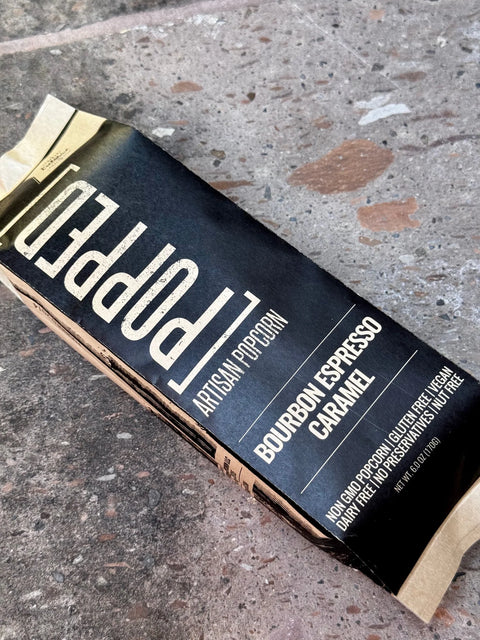 [POPPED]
ARTISAN POPCORN
BOURBON ESPRESSO
CARAMEL
NON GMO POPCORN | GLUTEN FREE | VEGAN
DAIRY FREE | NO PRESERVATIVES | NUT FREE
NET WT. 6.0 OZ (170G)